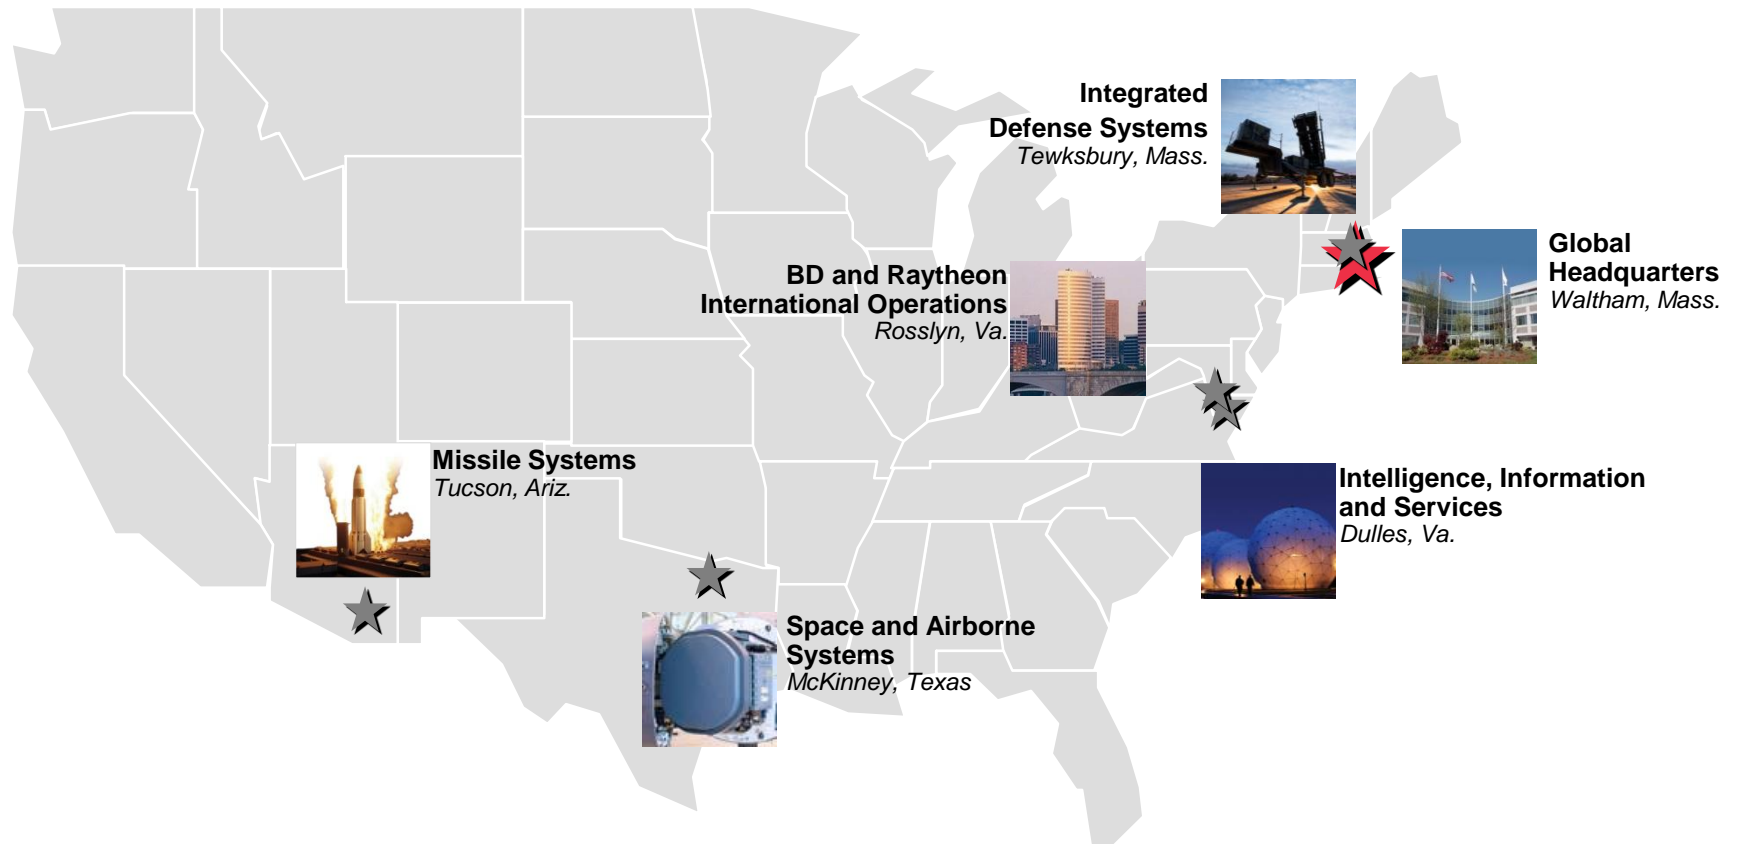 Integrated
Defense Systems
Tewksbury, Mass.
Global
Headquarters
Waltham, Mass.
BD and Raytheon
International Operations
Rosslyn, Va.
Missile Systems
Tucson, Ariz.
Intelligence, Information
and Services
Dulles, Va.
Space and Airborne
Systems
McKinney, Texas